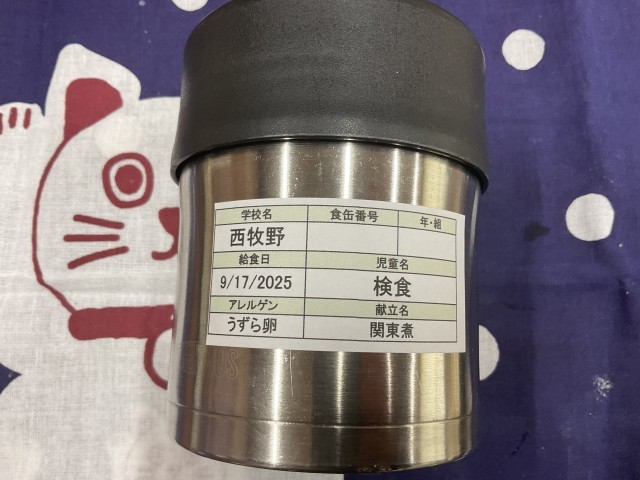 学校名 食缶番号 年・組
西牧野
給食日 児童名
9/17/2025 検食
アレルゲン 献立名
うずら卵 関東煮